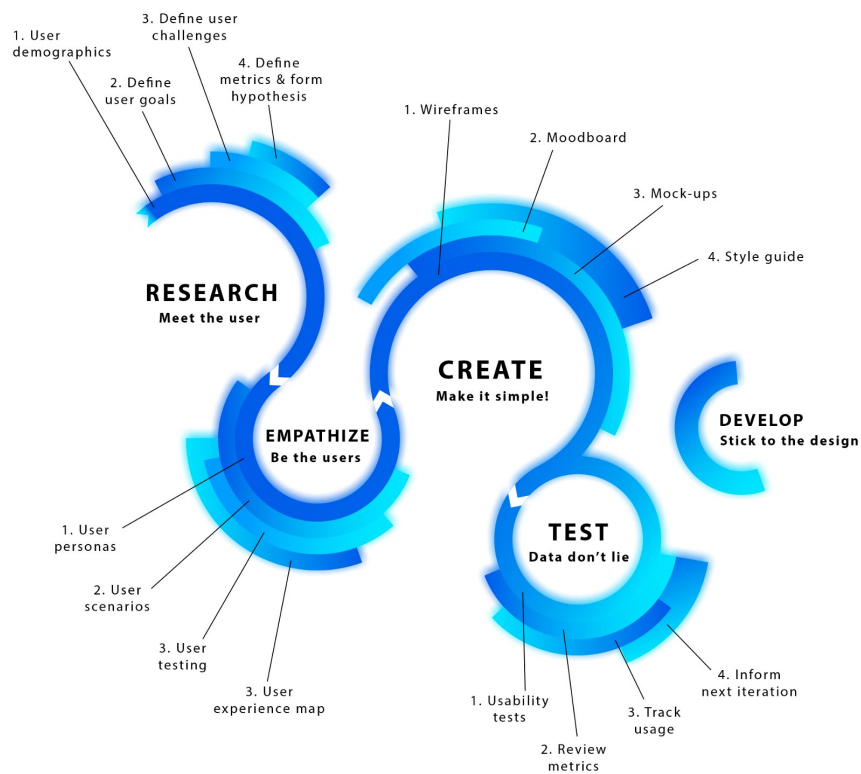 1. User
demographics
2. Define
user goals
3. Define user
challenges
4. Define
metrics & form
hypothesis
RESEARCH
Meet the user
EMPATHIZE
Be the users
1. User
personas
2. User
scenarios
3. User
testing
3. User
experience map
1. Wireframes
2. Moodboard
3. Mock-ups
4. Style guide
CREATE
Make it simple!
TEST
Data don't lie
1. Usability
tests
2. Review
metrics
3. Track
usage
4. Inform
next iteration
DEVELOP
Stick to the design